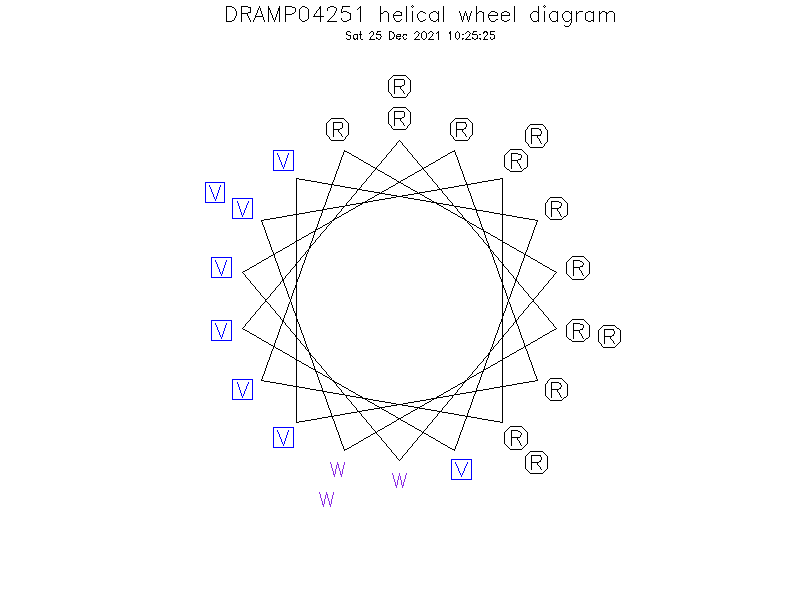 DRAMP04251 helical wheel diagram
Sat 25 Dec 2021 10:25:25
R
R
R R
R
V R
V
V R
V R
V R R
V R
V R
R
W V
W
W